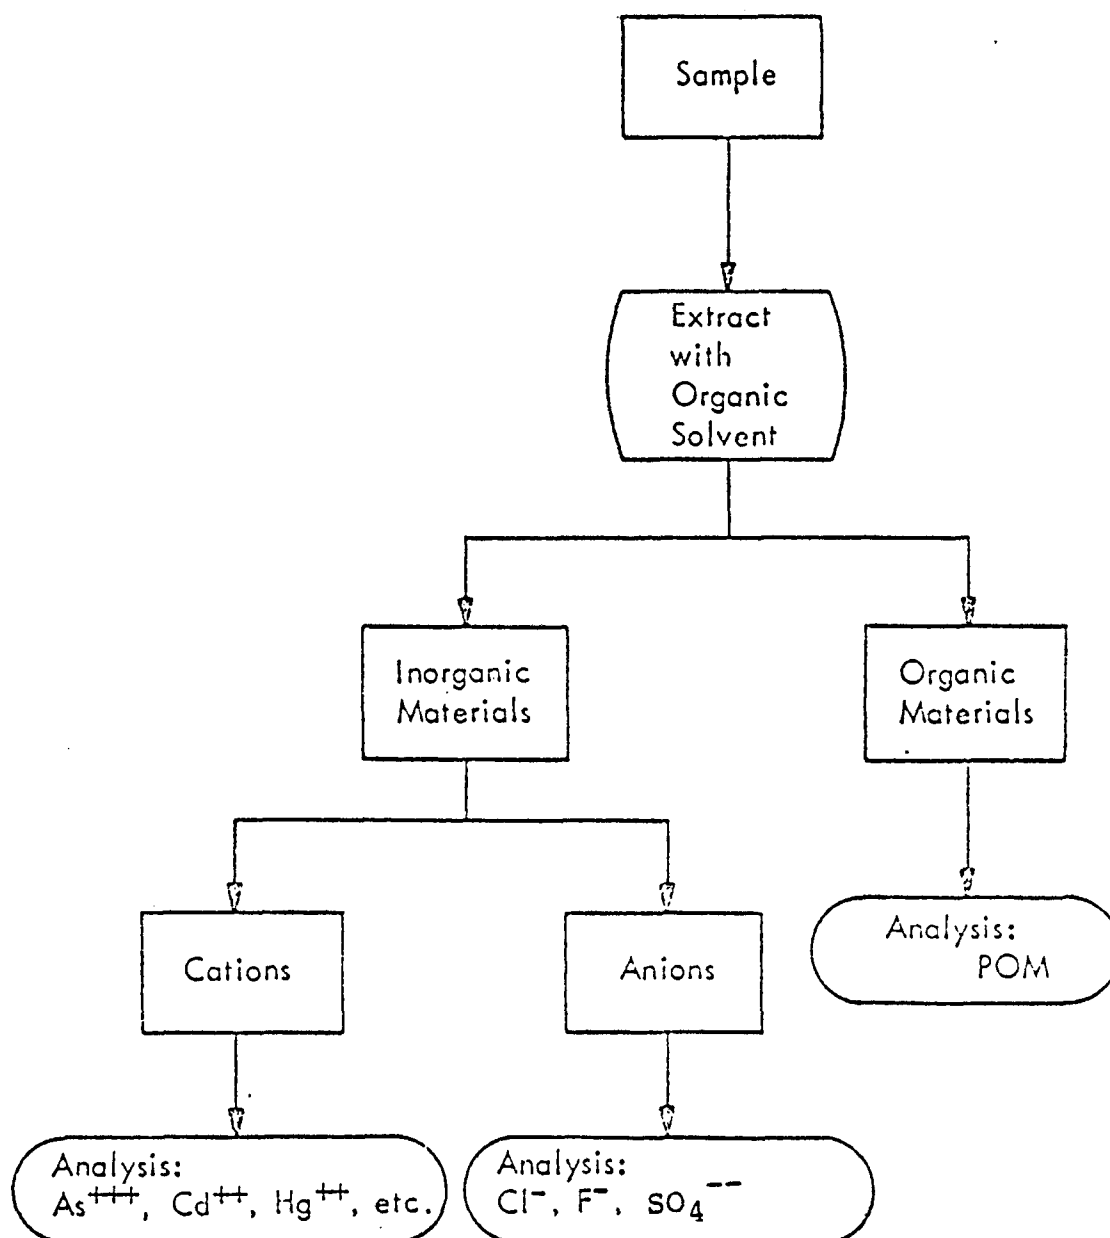 Sample
Extract
with
Organic
Solvent
Inorganic
Materials
Organic
Materials
Cations
Anions
Analysis:
POM
Analysis:
As+++, Cd++, Hg++, etc.
Analysis:
Cl-, F-, SO4--